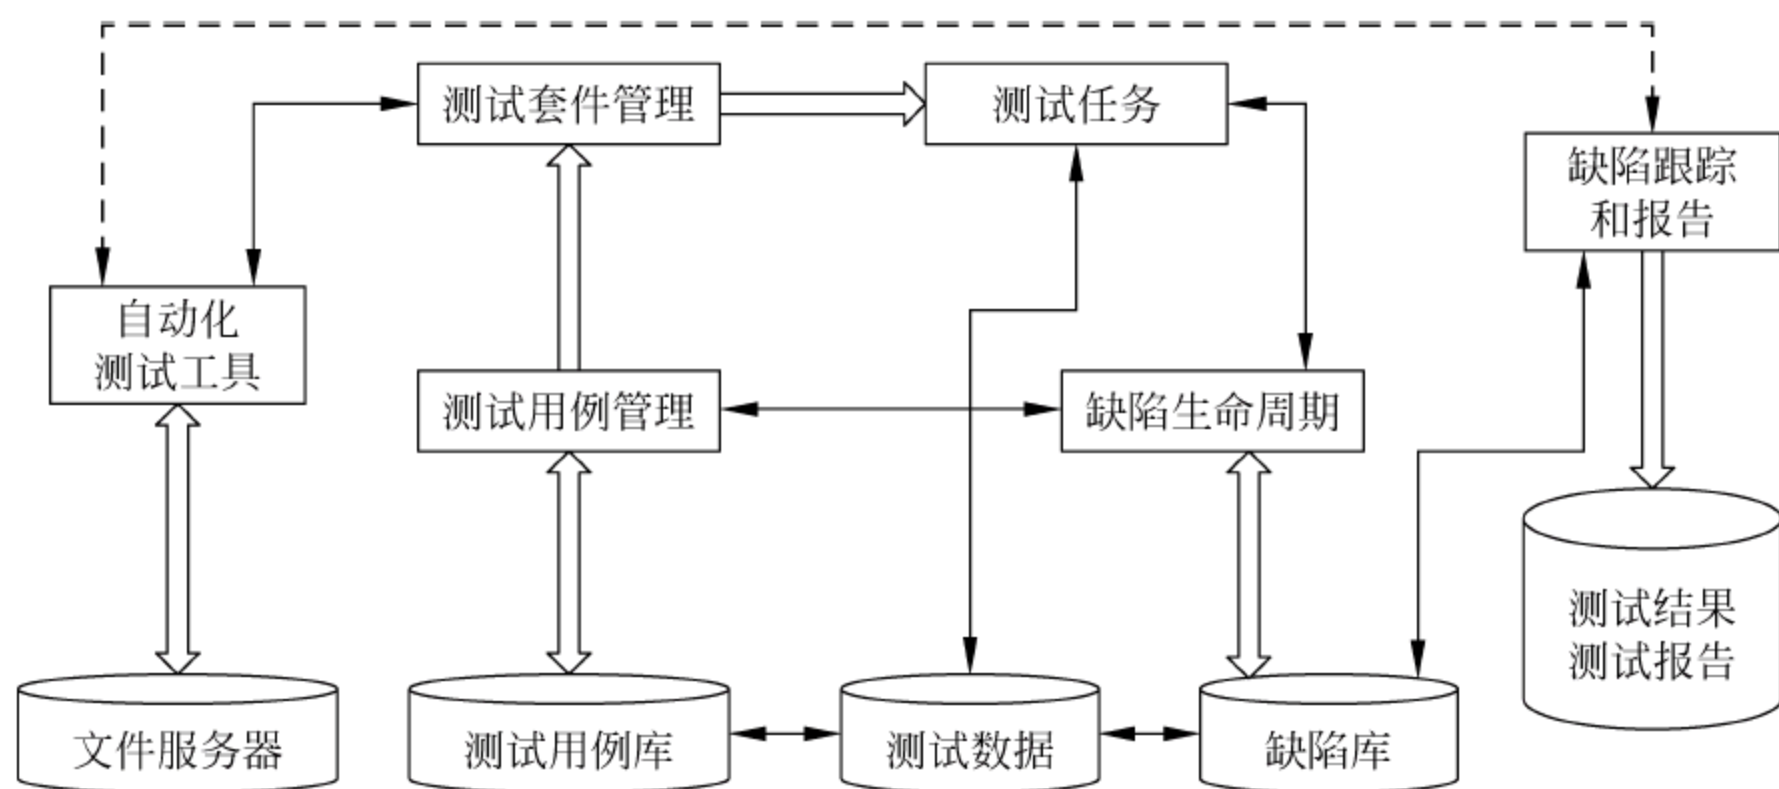 测试套件管理
测试任务
缺陷跟踪
和报告
自动化
测试工具
测试用例管理
缺陷生命周期
测试结果
测试报告
文件服务器
测试用例库
测试数据
缺陷库